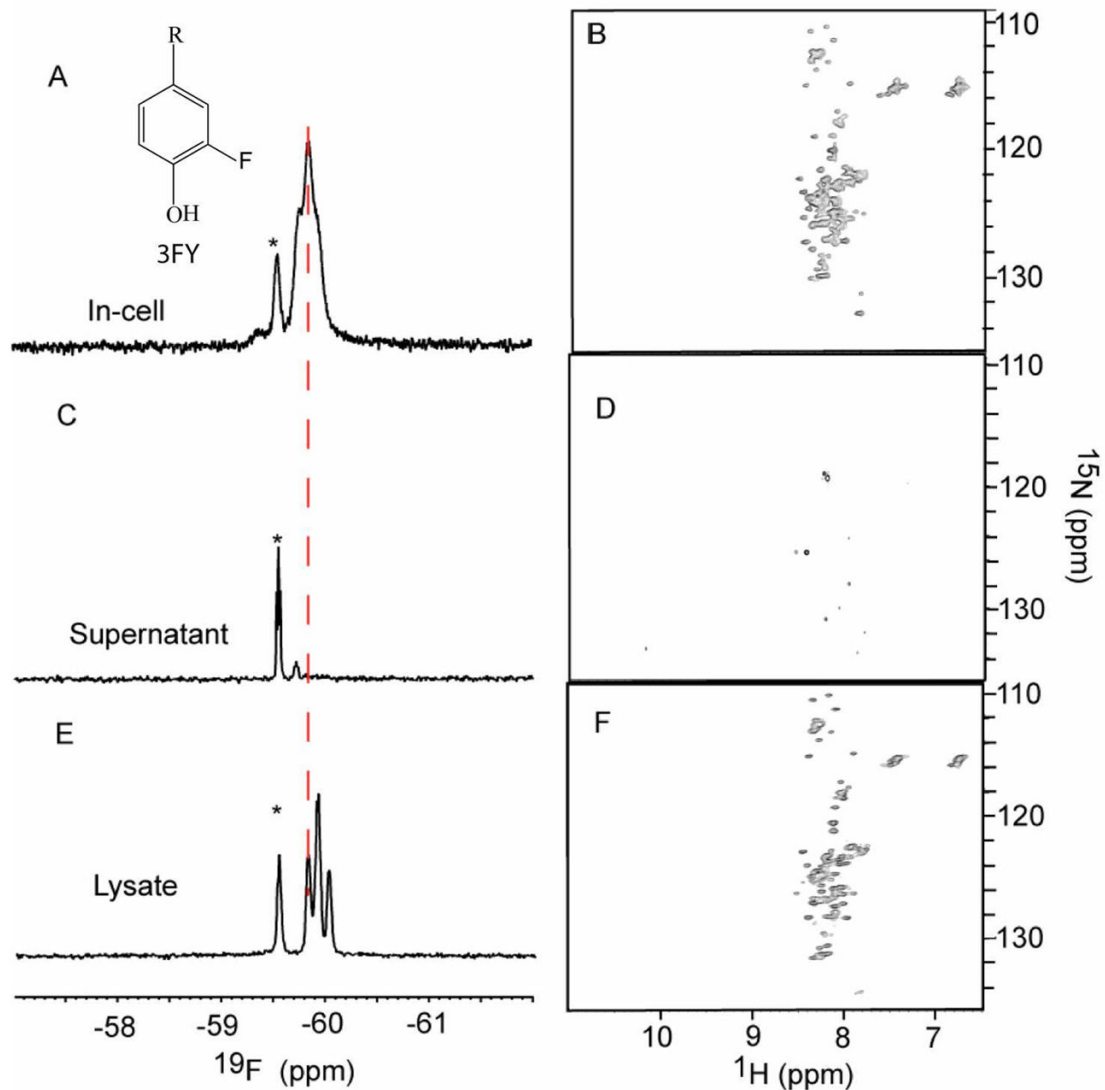 A
R
F
OH
3FY
*
In-cell
B
110
120
130
C
*
Supernatant
D
110
120
130
E
*
Lysate
F
110
120
130
-58
-59
-60
-61
¹⁹F (ppm)
10
9
8
7
¹H (ppm)
¹⁵N (ppm)